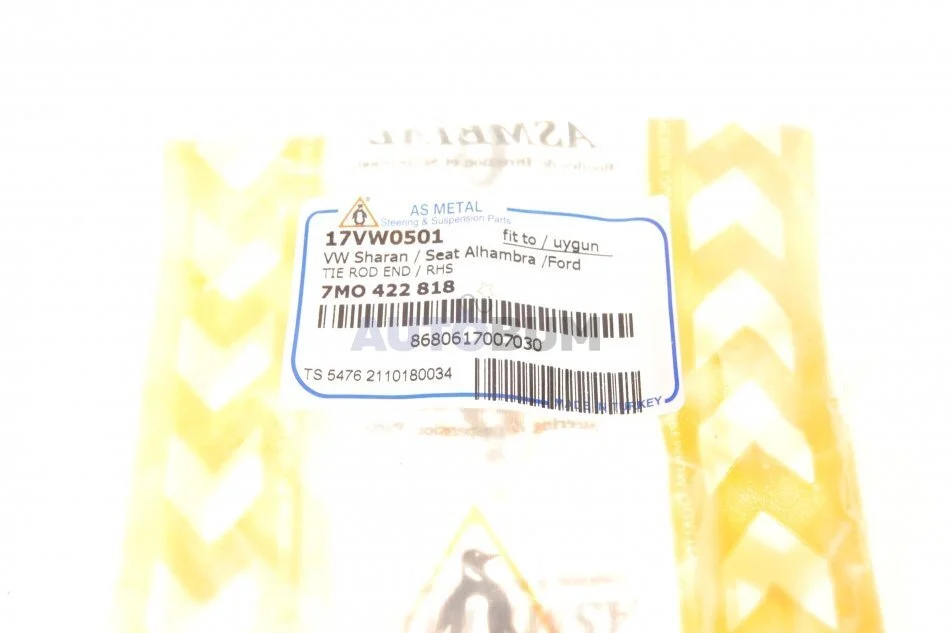 ASMETAL
AS METAL
Steering & Suspension Parts
17VW0501
fit to / uygun
VW Sharan / Seat Alhambra /Ford
TIE ROD END / RHS
7MO 422 818
AUTOBUM
8680617007030
TS 5476 2110180034
MADE IN TURKEY